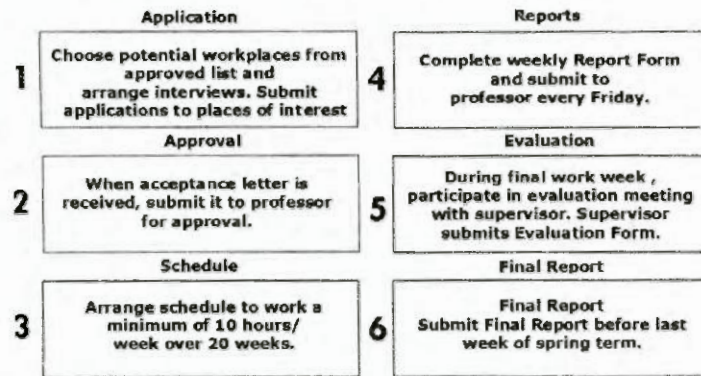 Application
1
Choose potential workplaces from
approved list and
arrange interviews. Submit
applications to places of interest
Approval
2
When acceptance letter is
received, submit it to professor
for approval.
Schedule
3
Arrange schedule to work a
minimum of 10 hours/
week over 20 weeks.
Reports
4
Complete weekly Report Form
and submit to
professor every Friday.
Evaluation
5
During final work week ,
participate in evaluation meeting
with supervisor. Supervisor
submits Evaluation Form.
Final Report
6
Final Report
Submit Final Report before last
week of spring term.